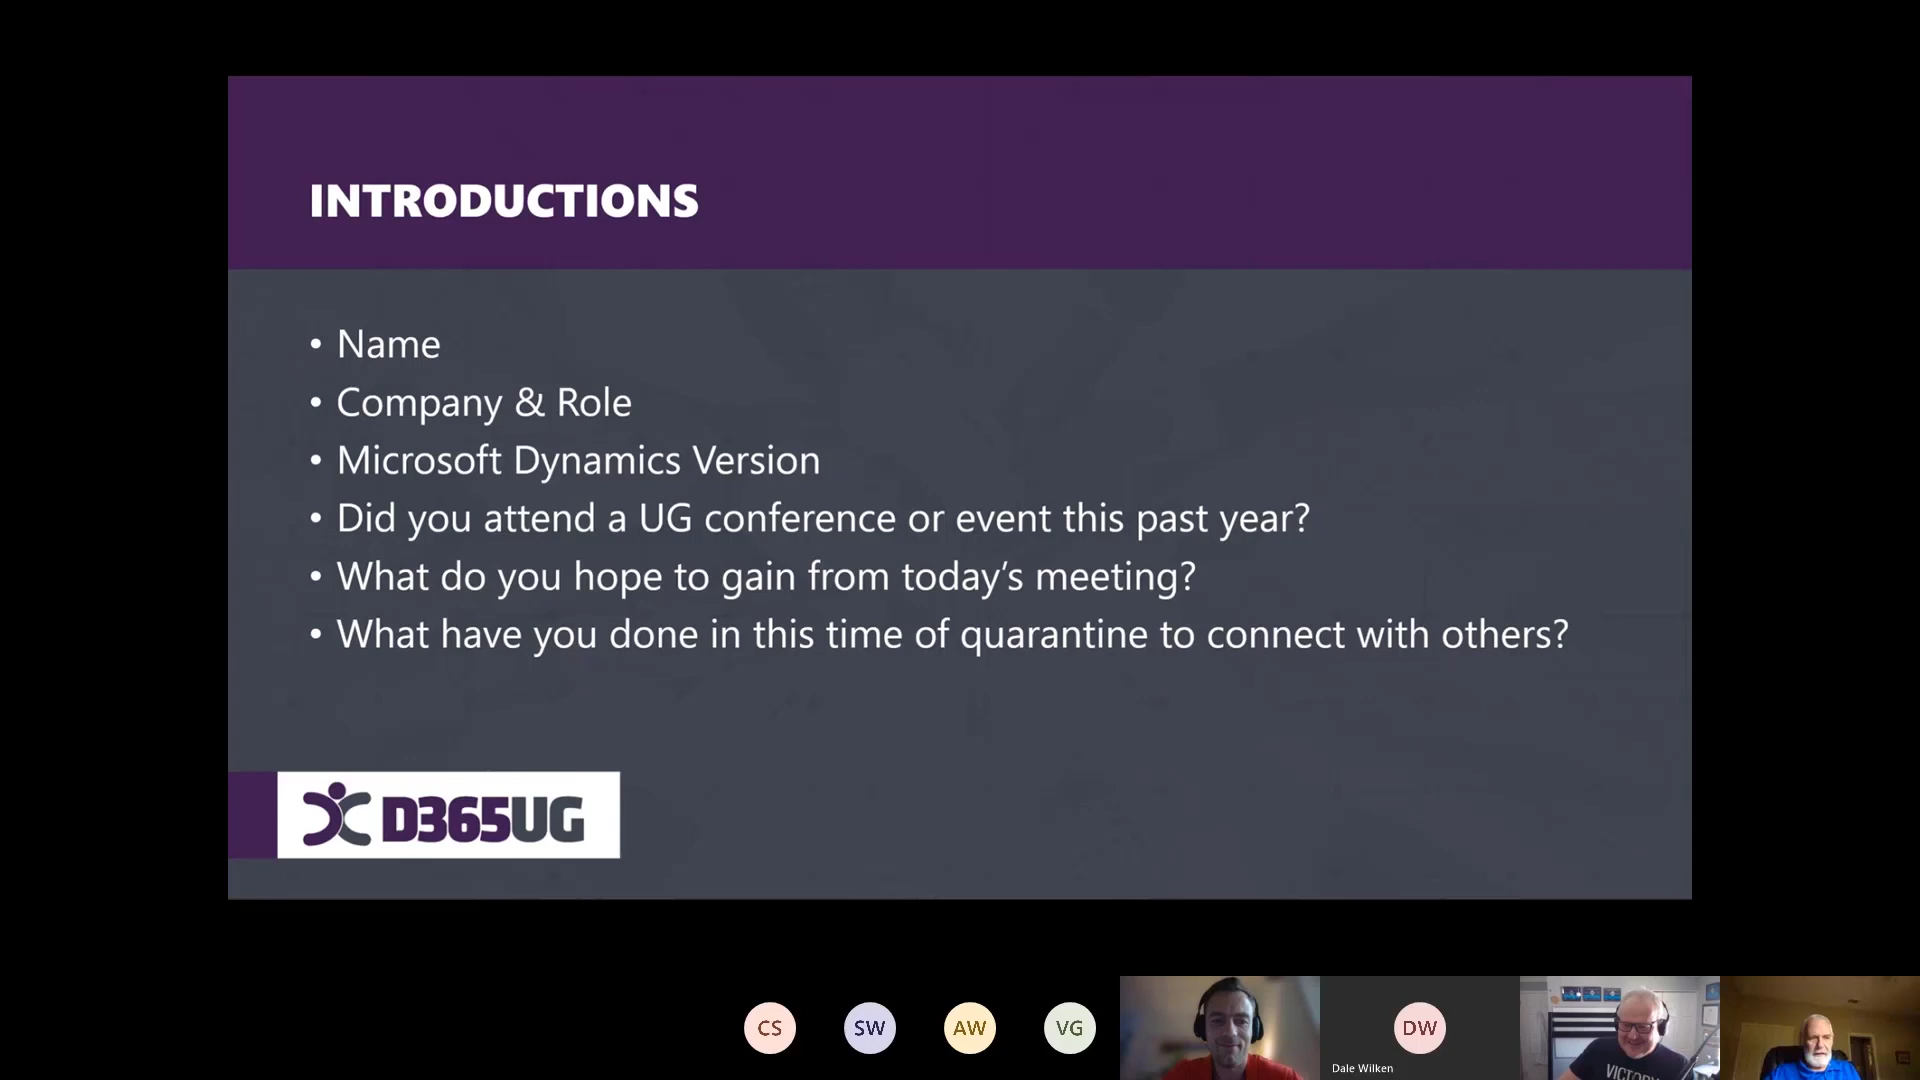 INTRODUCTIONS
• Name
• Company & Role
• Microsoft Dynamics Version
• Did you attend a UG conference or event this past year?
• What do you hope to gain from today's meeting?
• What have you done in this time of quarantine to connect with others?
D365UG
CS
SW
AW
VG
DW
Dale Wilken